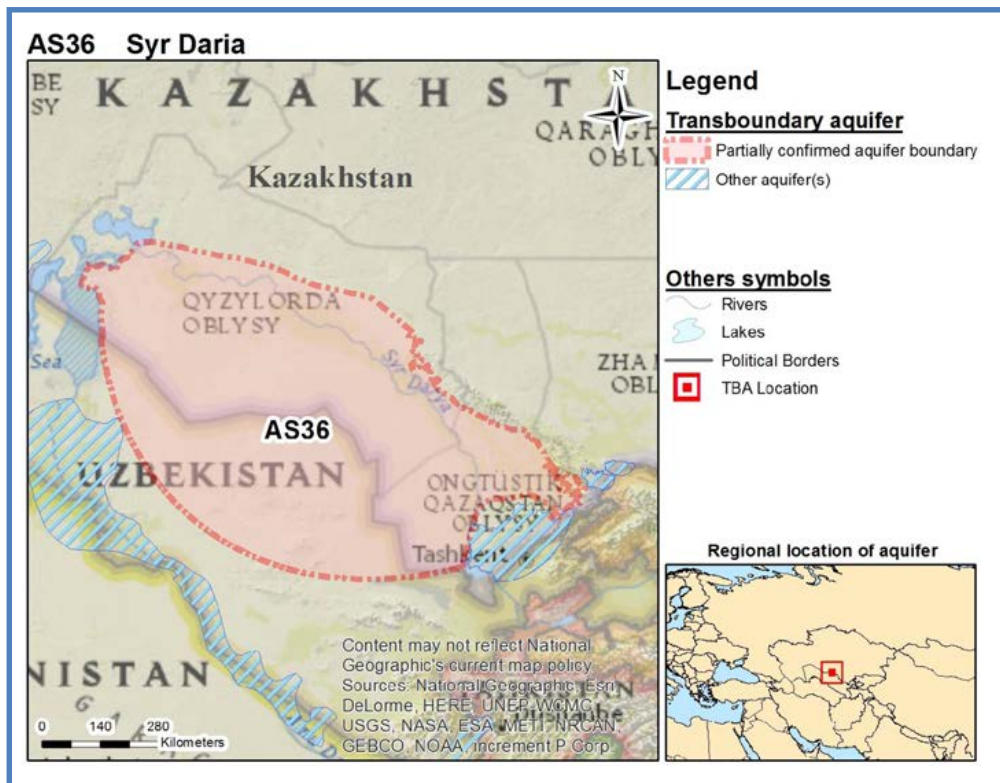 AS36 Syr Daria
BE
SY
KAZAKHSTA
N
QARAGH
OBLY
Kazakhstan
QYZYLORDA
OBLYSY
Sea
Syr Darya
ZHA
OBL
AS36
UZBEKISTAN
ONGTÜSTIK
QAZAQSTAN
OBLYSY
Tashkent
NISTAN
Content may not reflect National
Geographic's current map policy.
Sources: National Geographic, Esri,
DeLorme, HERE, UNEP-WCMC,
USGS, NASA, ESA, METI, NRCAN,
GEBCO, NOAA, increment P Corp.
0 140 280
Kilometers
Legend
Transboundary aquifer
Partially confirmed aquifer boundary
Other aquifer(s)
Others symbols
Rivers
Lakes
Political Borders
TBA Location
Regional location of aquifer